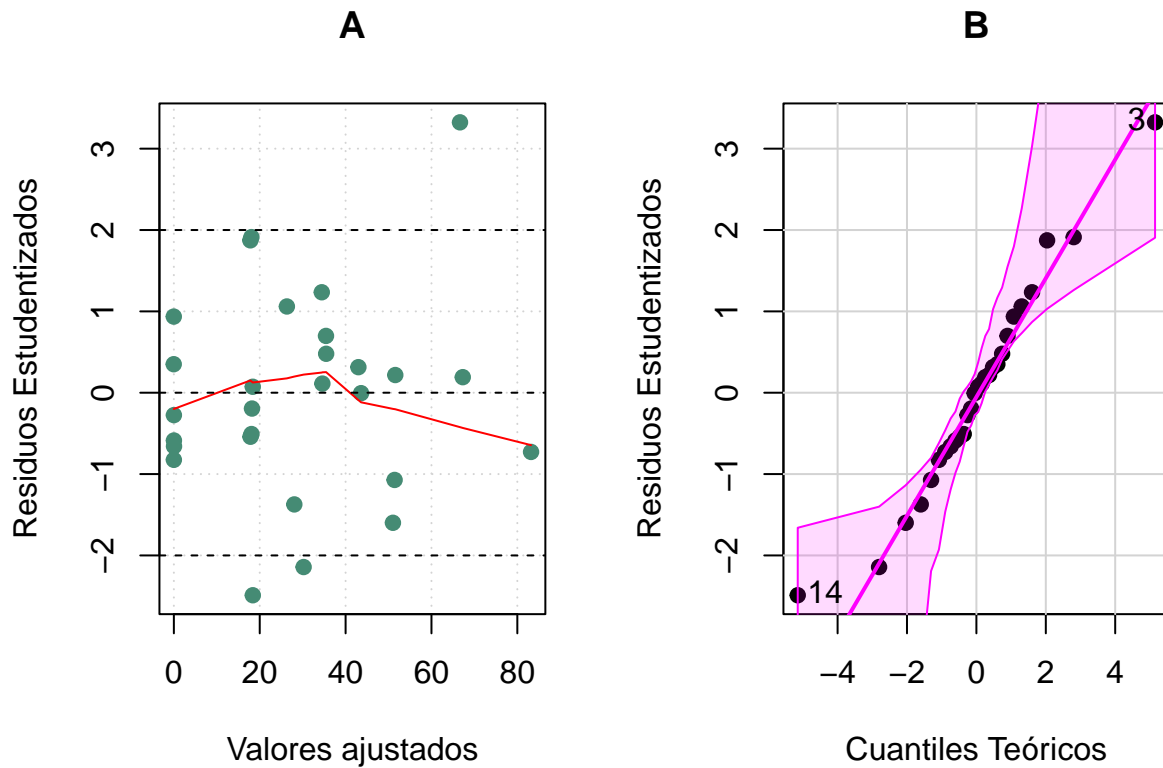 A
Residuos Estudentizados
3
2
1
0
−1
−2
0 20 40 60 80
Valores ajustados
B
Residuos Estudentizados
3
2
1
0
−1
−2
3
14
−4 −2 0 2 4
Cuantiles Teóricos